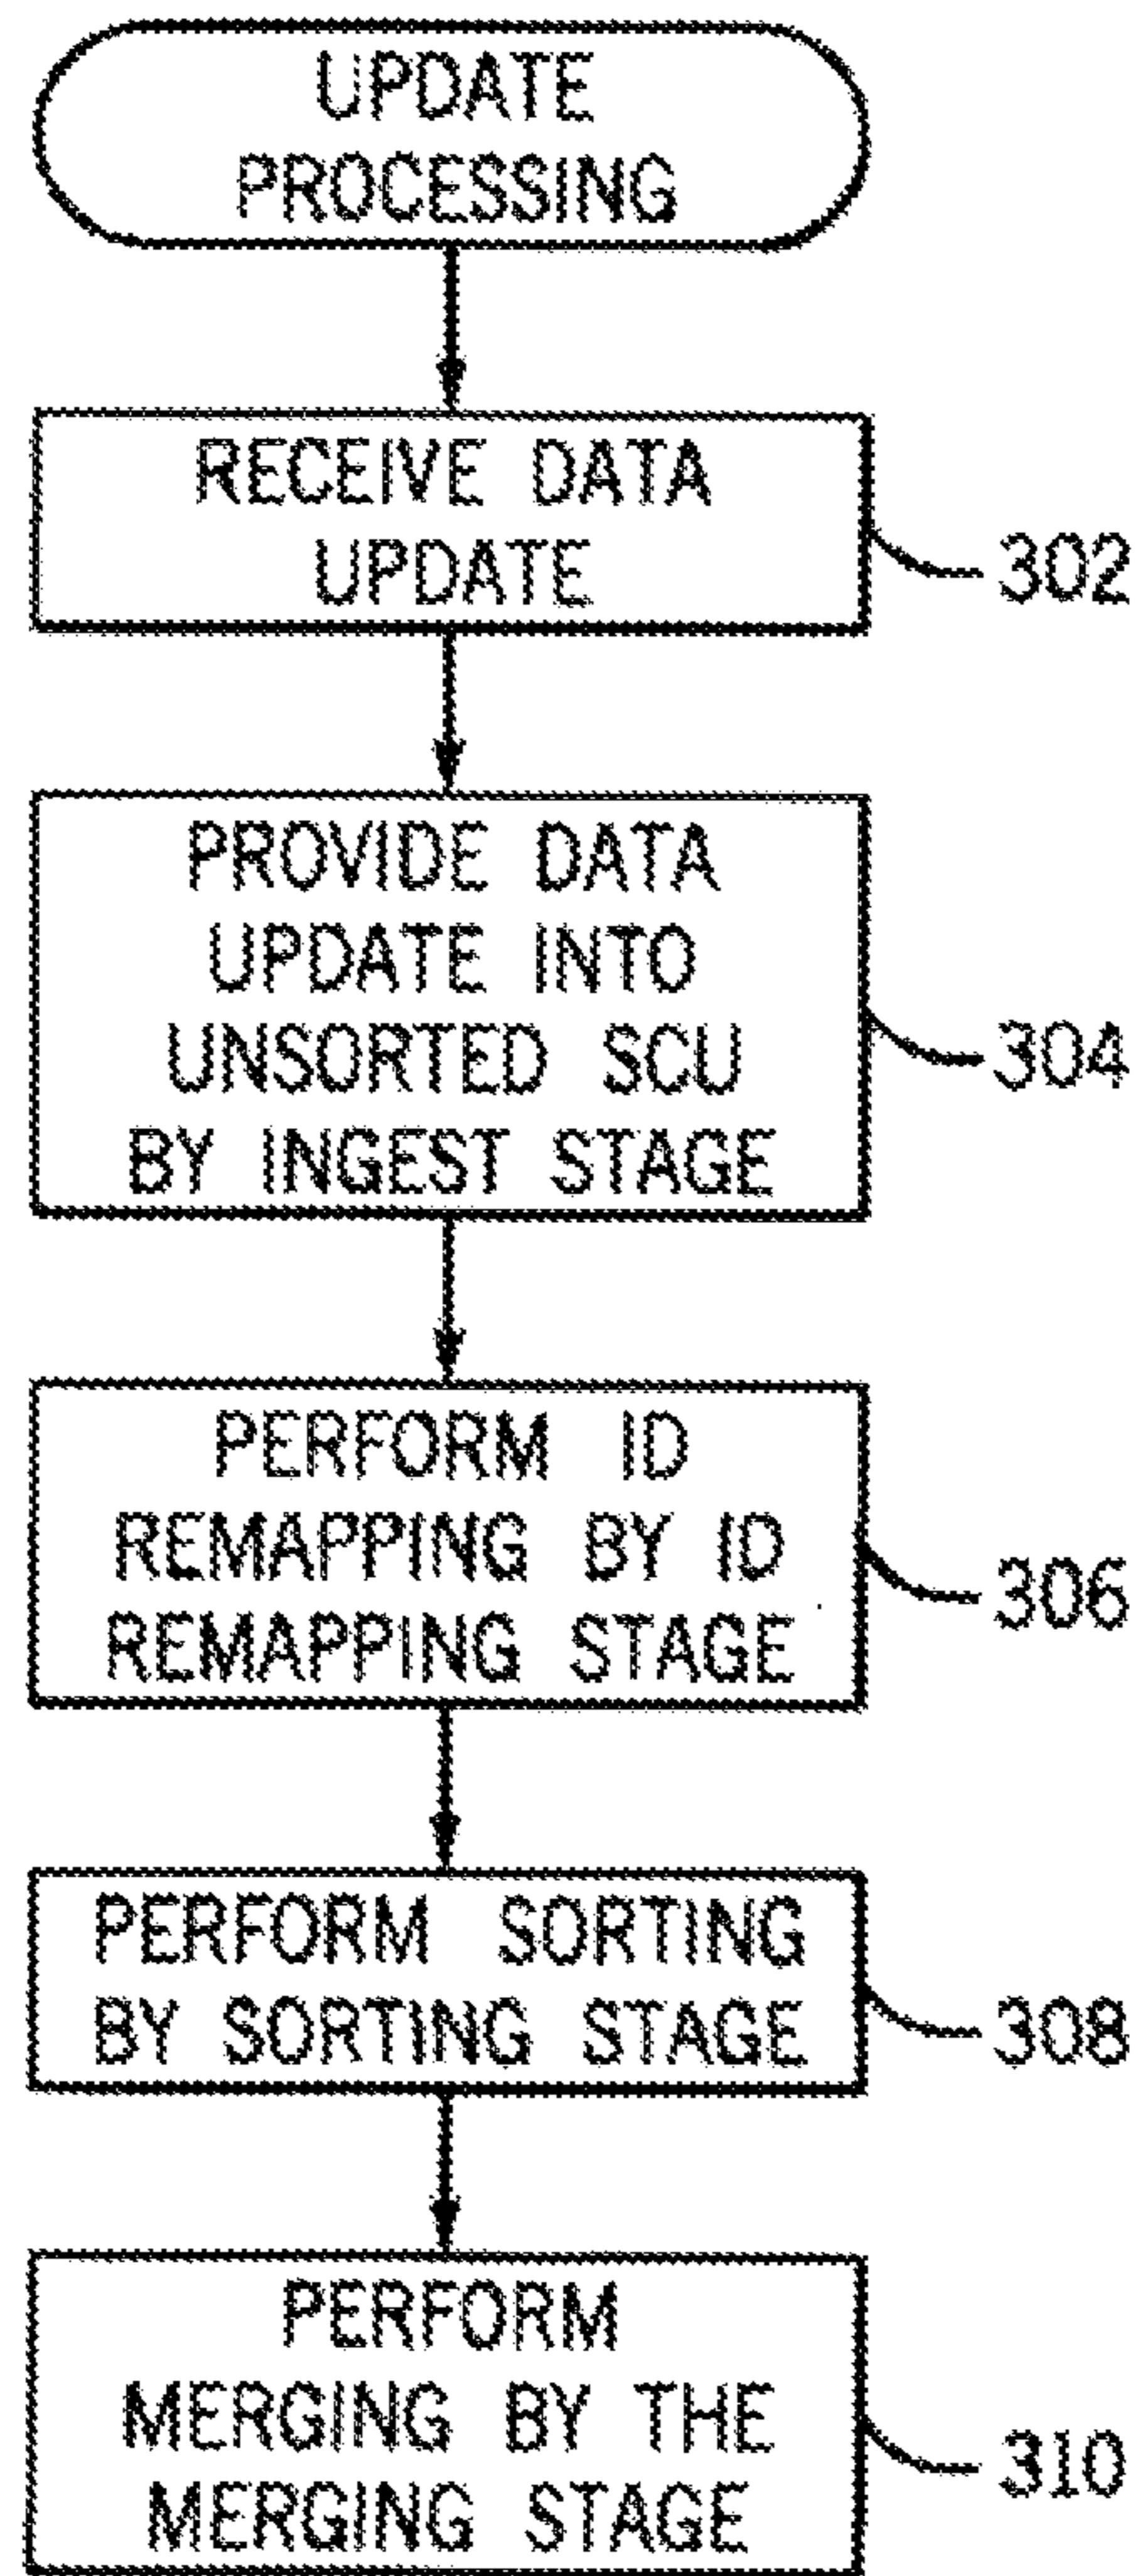 UPDATE
PROCESSING
RECEIVE DATA
UPDATE
302
PROVIDE DATA
UPDATE INTO
UNSORTED SCU
BY INGEST STAGE
304
PERFORM ID
REMAPPING BY ID
REMAPPING STAGE
306
PERFORM SORTING
BY SORTING STAGE
308
PERFORM
MERGING BY THE
MERGING STAGE
310